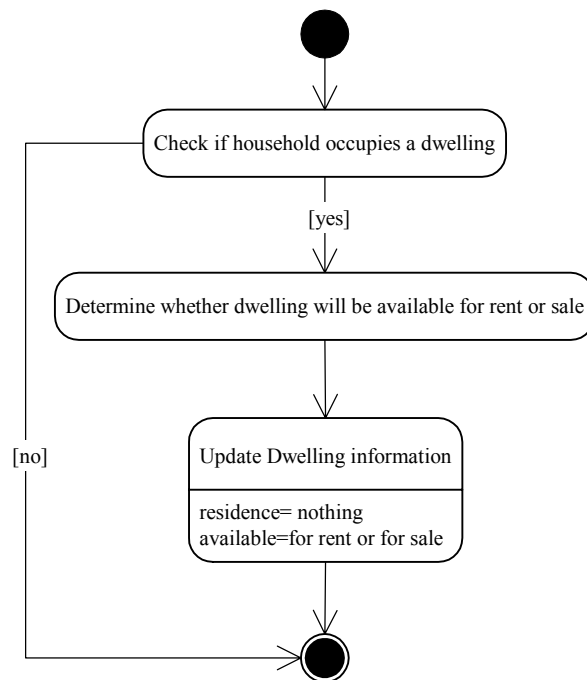 Check if household occupies a dwelling
[yes]
Determine whether dwelling will be available for rent or sale
[no]
Update Dwelling information
residence= nothing
available=for rent or for sale